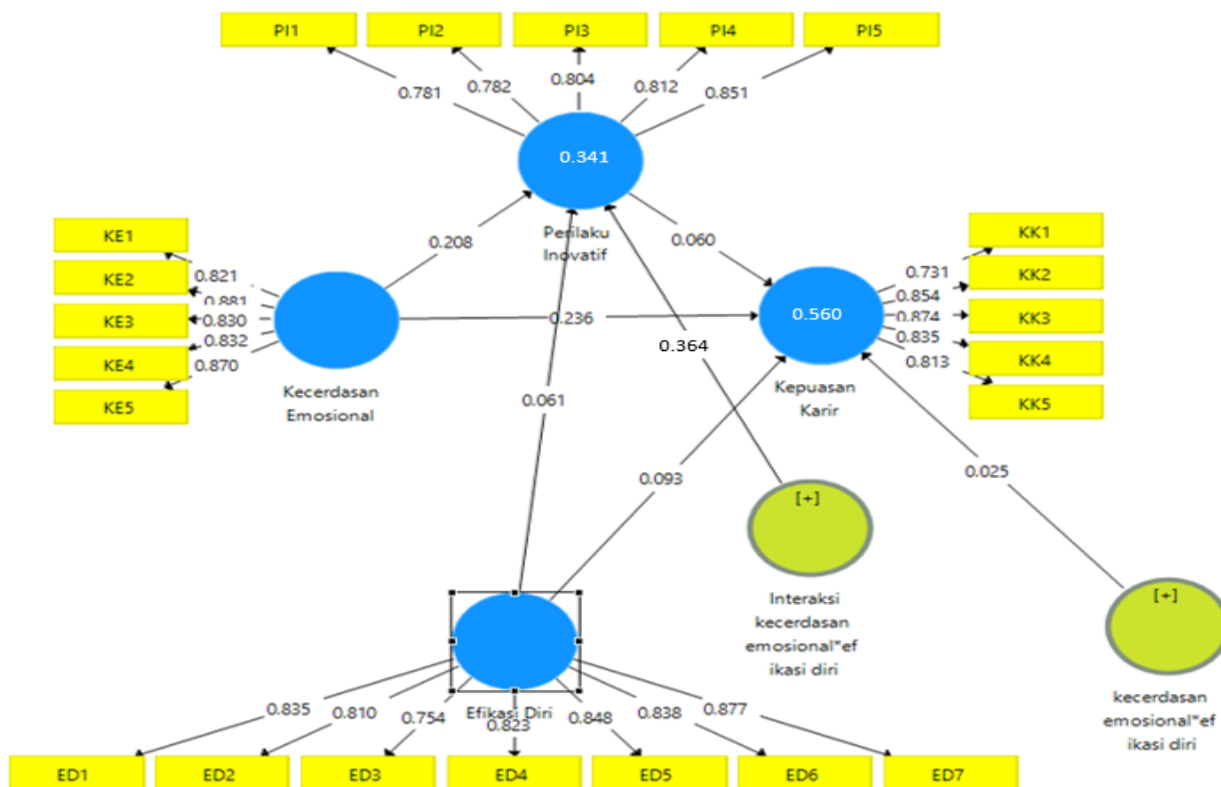 PI1 PI2 PI3 PI4 PI5
0.781 0.782 0.804 0.812 0.851
0.341
Perilaku
Inovatif
KE1
KE2
KE3
KE4
KE5
0.821
0.881
0.830
0.832
0.870
0.208
0.060
Kecerdasan
Emosional
0.236
0.560
Kepuasan
Karir
0.731
0.854
0.874
0.835
0.813
KK1
KK2
KK3
KK4
KK5
0.364
0.061
0.093
0.025
[+]
Interaksi
kecerdasan
emosional*ef
ikasi diri
[+]
kecerdasan
emosional*ef
ikasi diri
Efikasi Diri
0.835 0.810 0.754 0.823 0.848 0.838 0.877
ED1 ED2 ED3 ED4 ED5 ED6 ED7